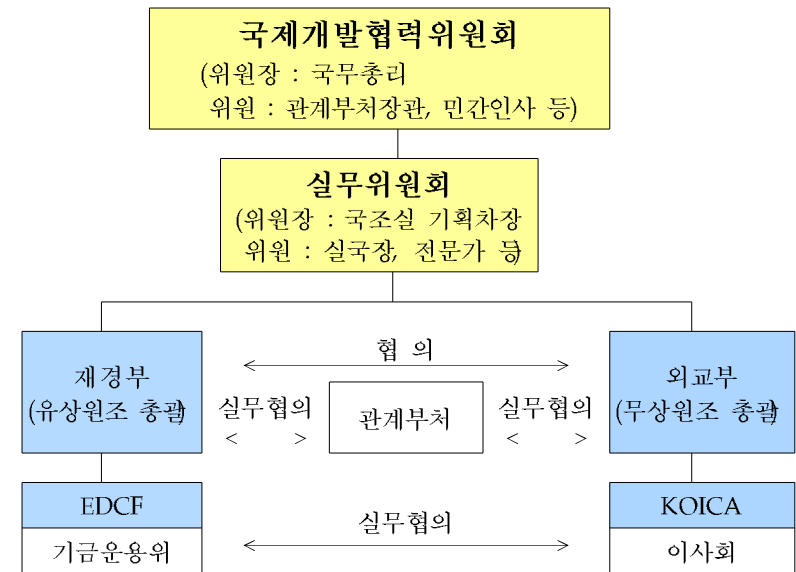 국제개발협력위원회
(위원장 : 국무총리
위원 : 관계부처장관, 민간인사 등)
실무위원회
(위원장 : 국조실 기획차장
위원 : 실국장, 전문가 등)
협 의
재경부
(유상원조 총괄)
외교부
(무상원조 총괄)
실무협의
< >
관계부처
실무협의
< >
EDCF
기금운용위
실무협의
KOICA
이사회